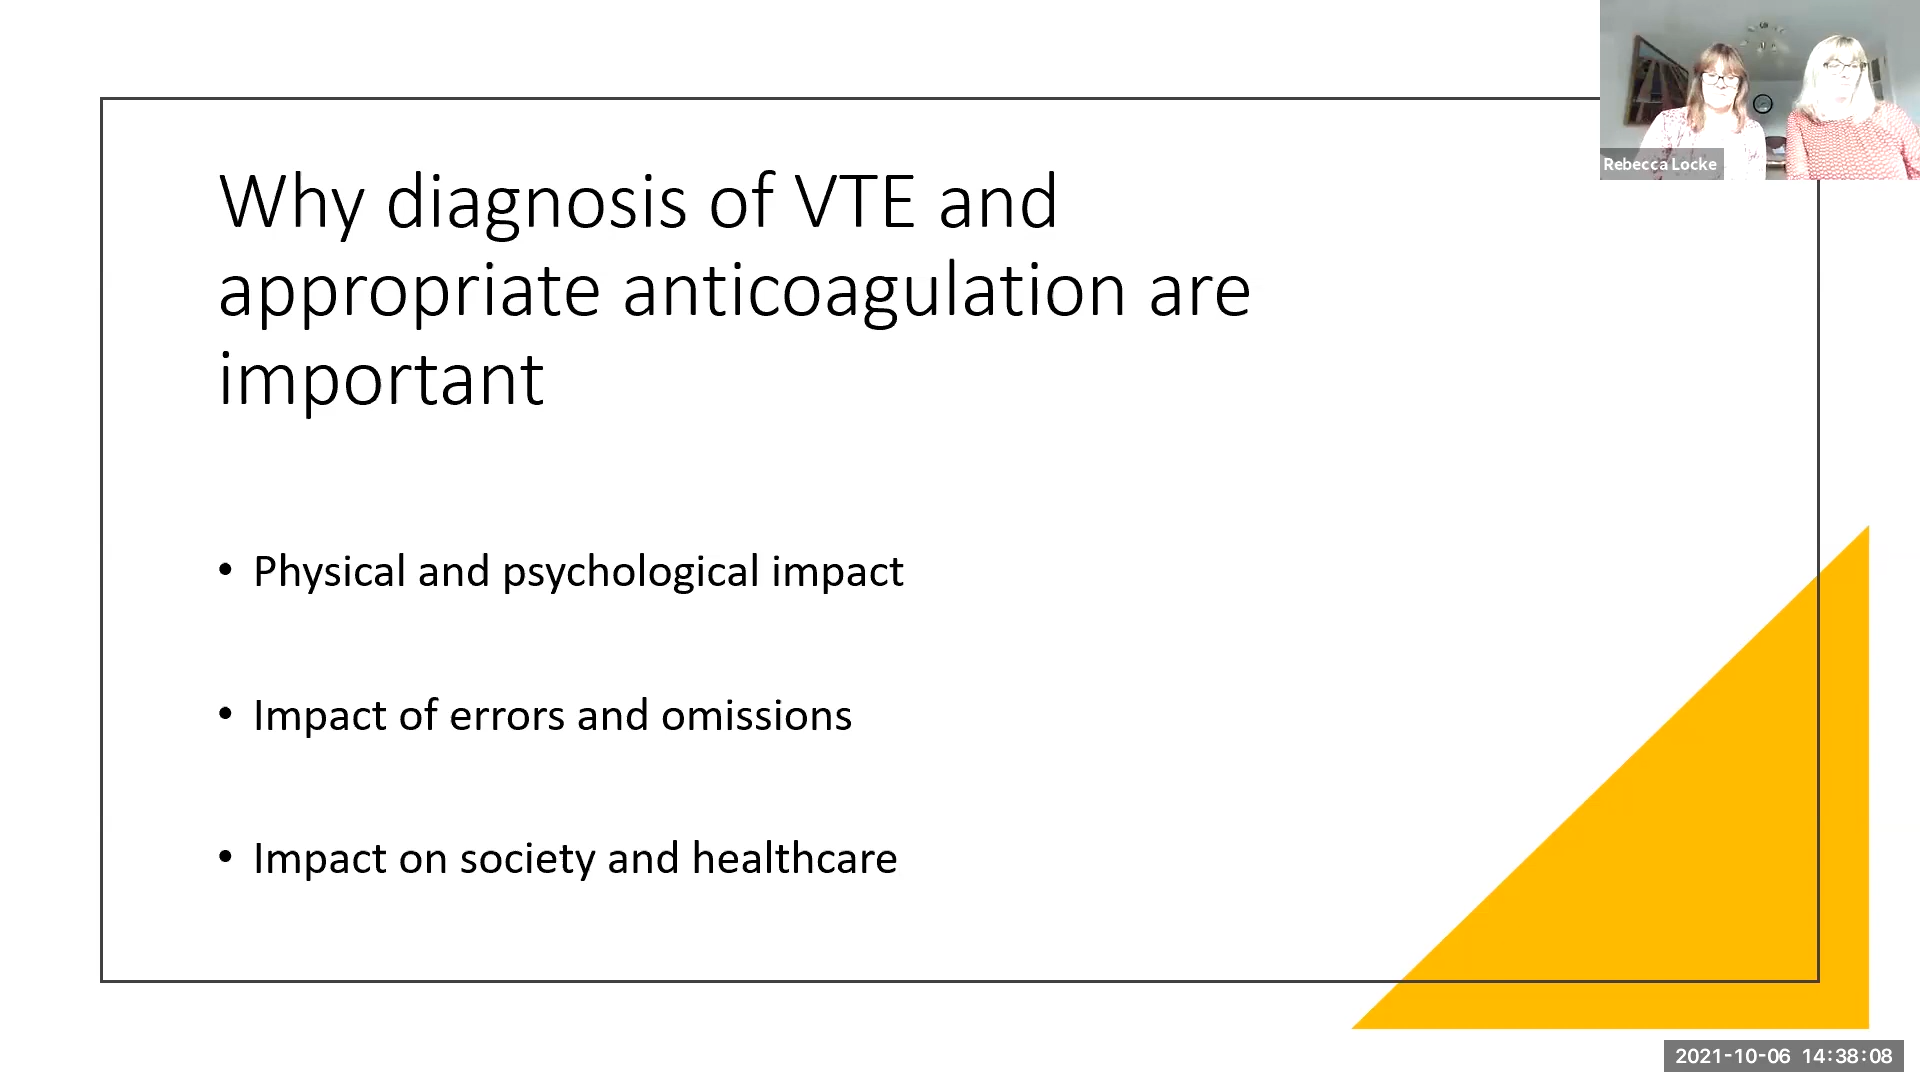 Rebecca Locke
Why diagnosis of VTE and
appropriate anticoagulation are
important
• Physical and psychological impact
• Impact of errors and omissions
• Impact on society and healthcare
2021-10-06 14:38:08